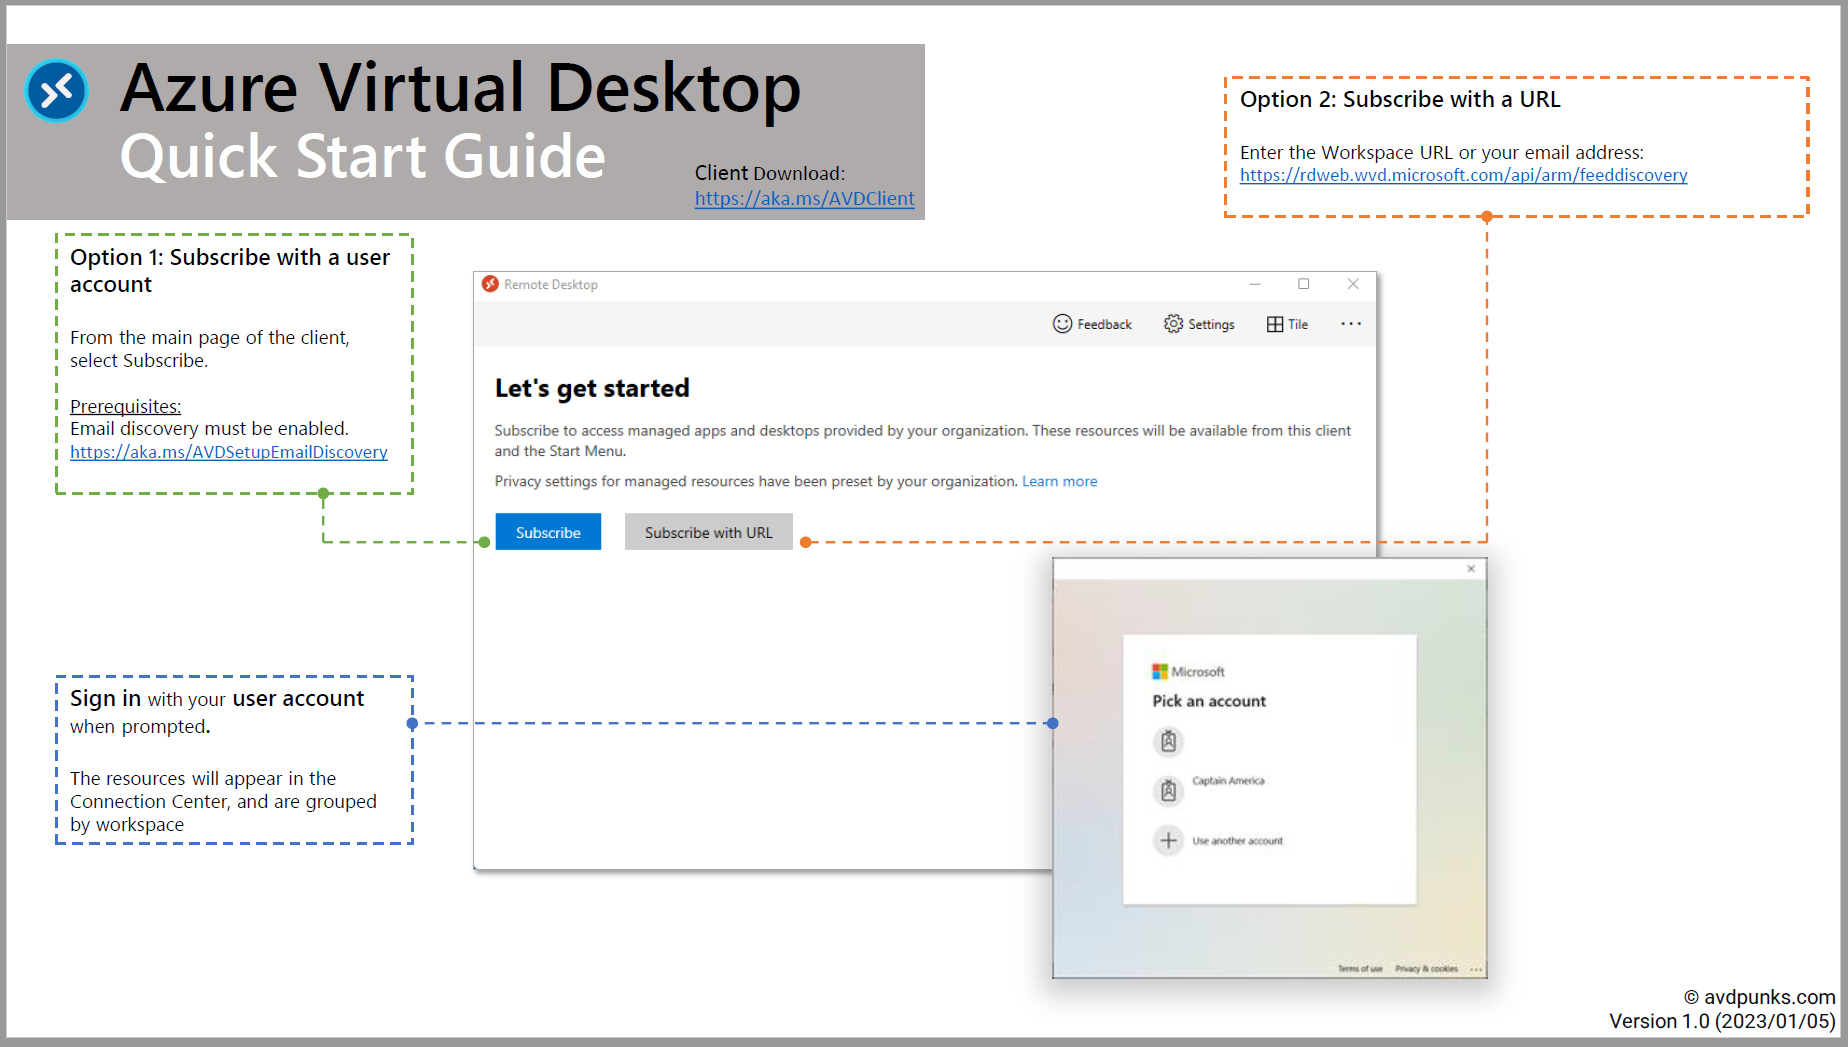 Azure Virtual Desktop
Quick Start Guide
Client Download:
https://aka.ms/AVDClient
Option 2: Subscribe with a URL
Enter the Workspace URL or your email address:
https://rdweb.wvd.microsoft.com/api/arm/feeddiscovery
Option 1: Subscribe with a user
account
From the main page of the client,
select Subscribe.
Prerequisites:
Email discovery must be enabled.
https://aka.ms/AVDSetupEmailDiscovery
Remote Desktop
Feedback
Settings
Tile
Let's get started
Subscribe to access managed apps and desktops provided by your organization. These resources will be available from this client
and the Start Menu.
Privacy settings for managed resources have been preset by your organization. Learn more
Subscribe
Subscribe with URL
Sign in with your user account
when prompted.
The resources will appear in the
Connection Center, and are grouped
by workspace
Microsoft
Pick an account
Captain America
Use another account
Terms of use
Privacy & cookies
© avdpunks.com
Version 1.0 (2023/01/05)